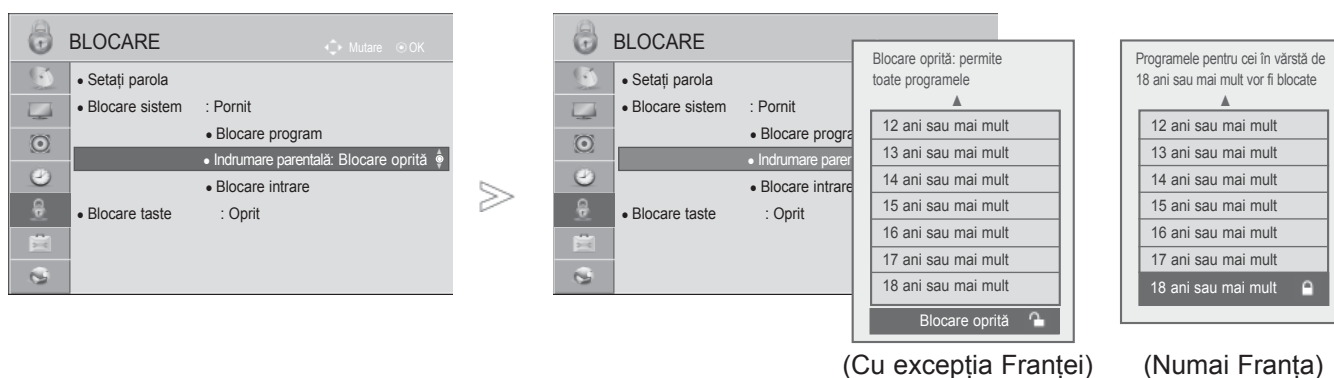 BLOCARE
Mutare OK
• Setați parola
• Blocare sistem : Pornit
• Blocare program
• Indrumare parentală: Blocare oprită
• Blocare intrare
• Blocare taste : Oprit
BLOCARE
• Setați parola
• Blocare sistem : Pornit
• Blocare progra
• Indrumare paren
• Blocare intrare
• Blocare taste : Oprit
Blocare oprită: permite
toate programele
12 ani sau mai mult
13 ani sau mai mult
14 ani sau mai mult
15 ani sau mai mult
16 ani sau mai mult
17 ani sau mai mult
18 ani sau mai mult
Blocare oprită
(Cu excepția Franței)
Programele pentru cei în vărstă de
18 ani sau mai mult vor fi blocate
12 ani sau mai mult
13 ani sau mai mult
14 ani sau mai mult
15 ani sau mai mult
16 ani sau mai mult
17 ani sau mai mult
18 ani sau mai mult
(Numai Franța)